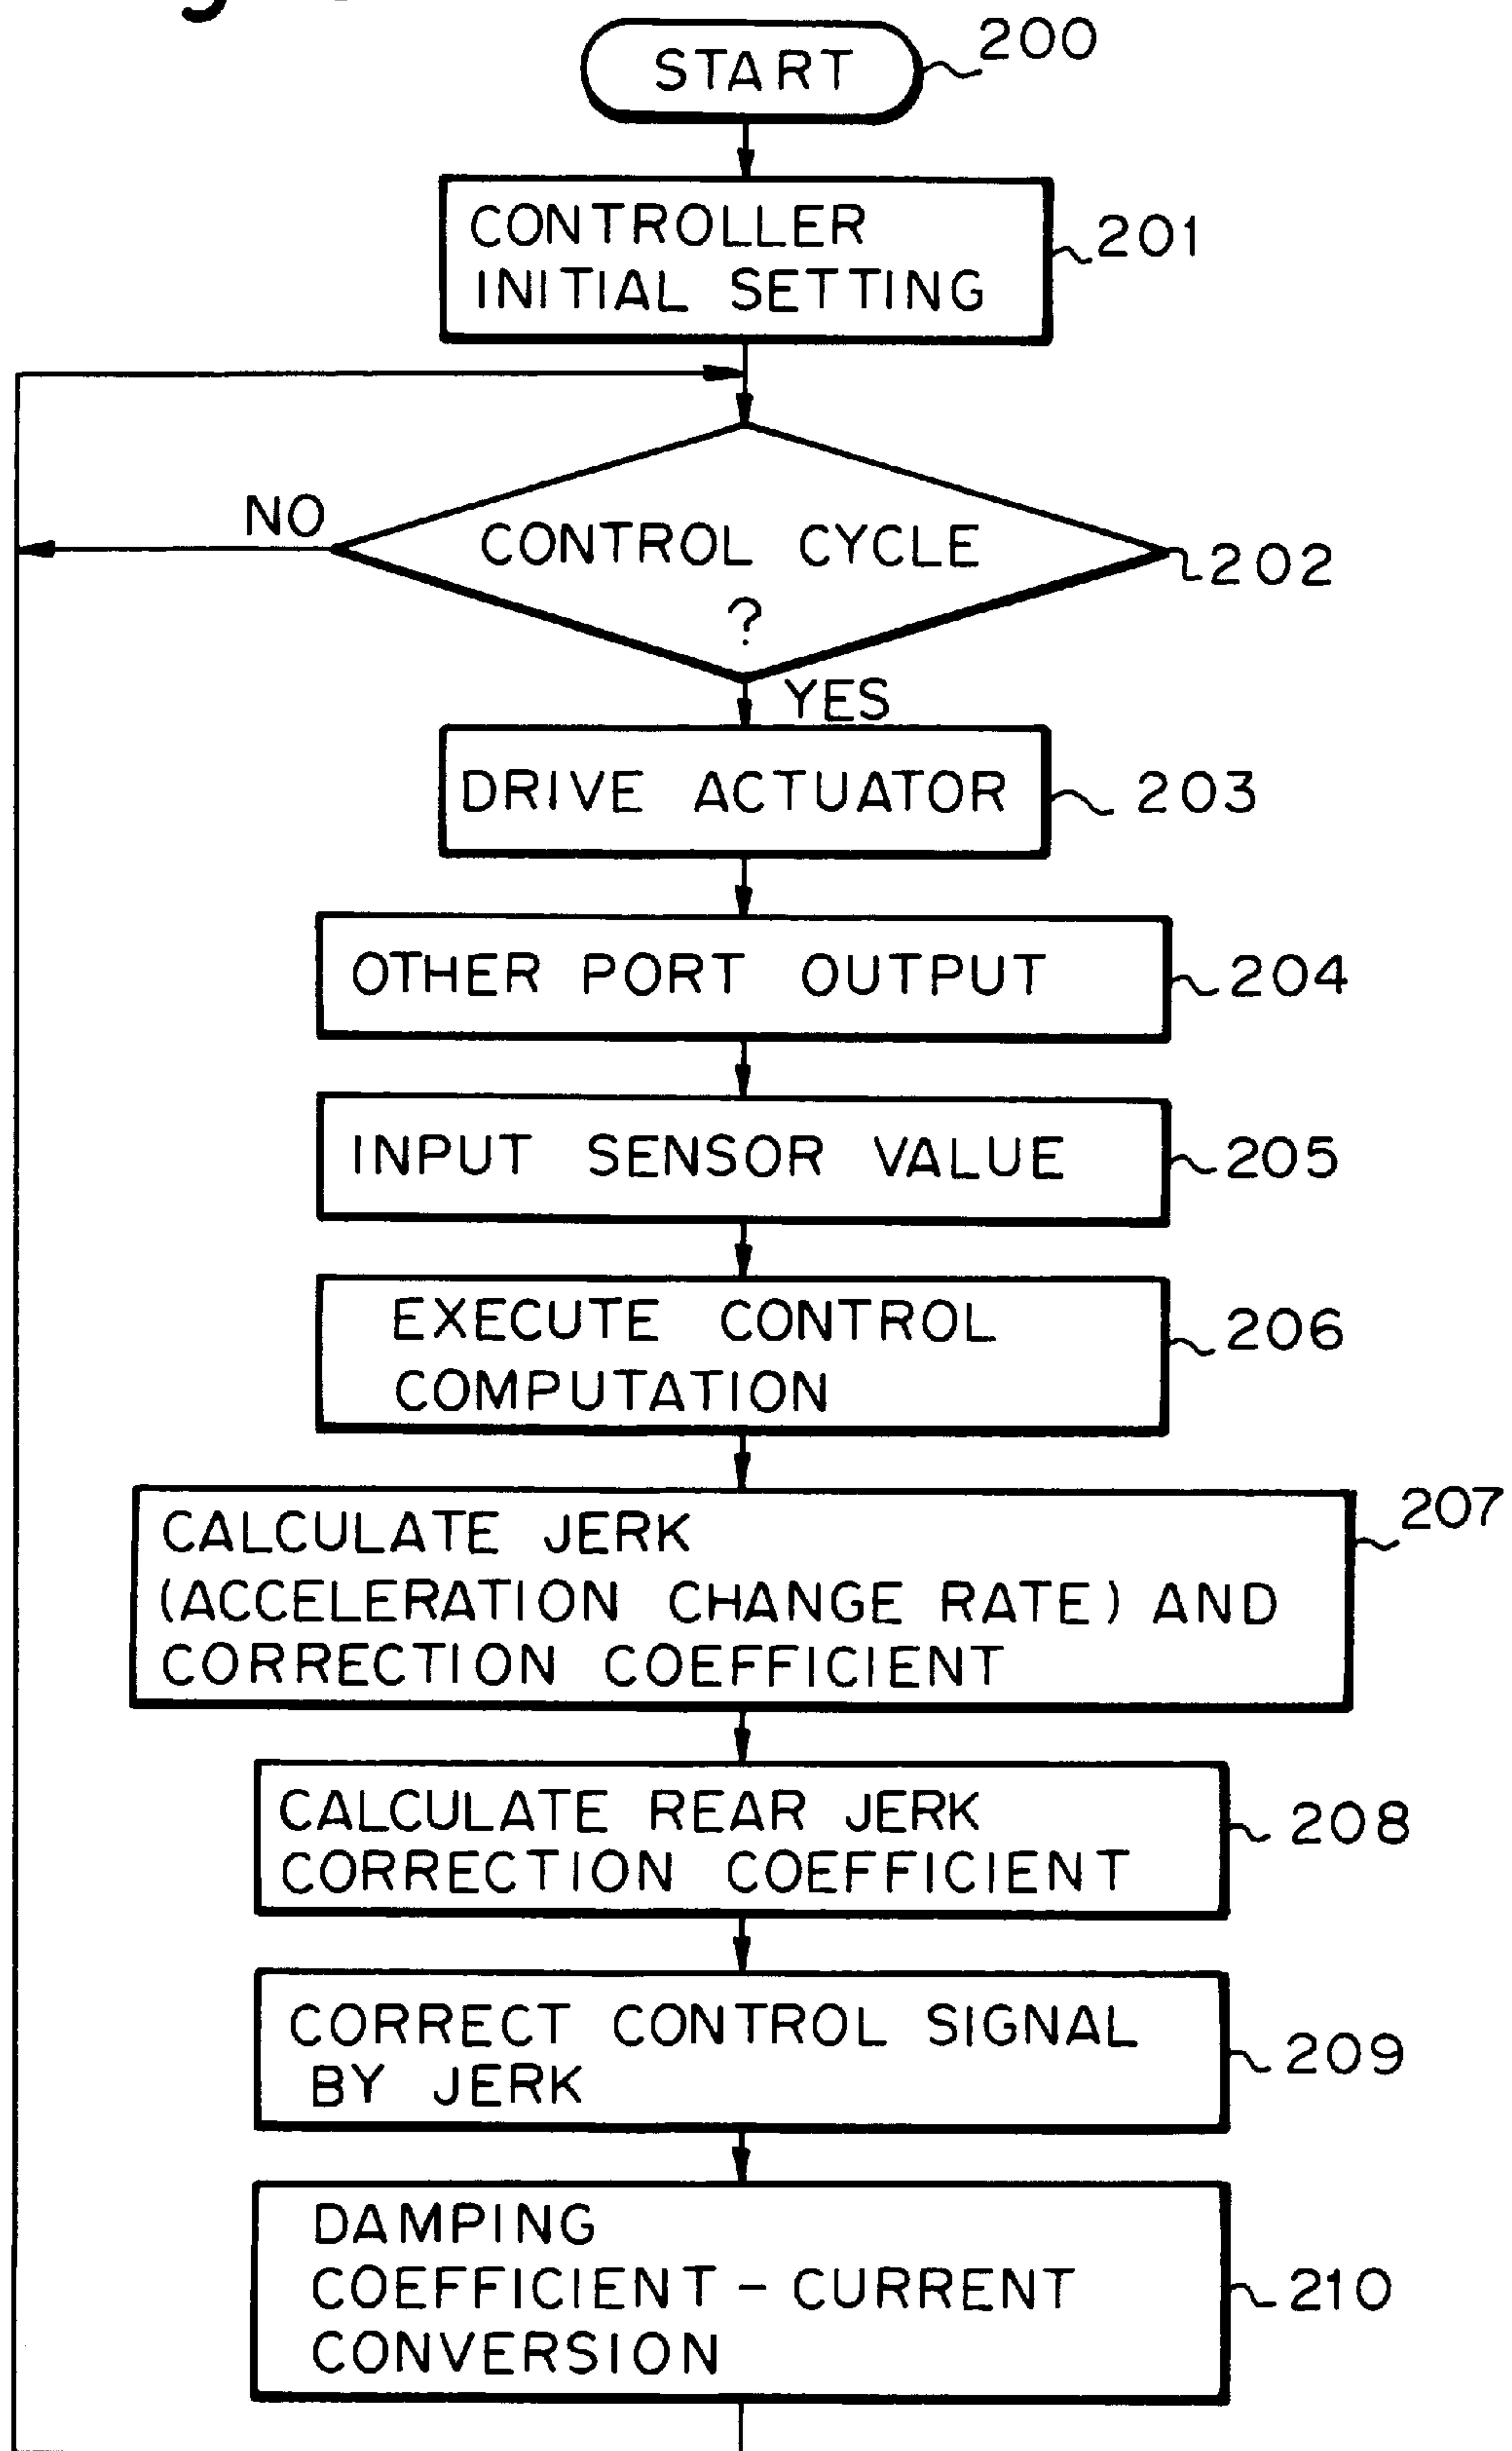 START
200
CONTROLLER
INITIAL SETTING
201
NO
CONTROL CYCLE
?
202
YES
DRIVE ACTUATOR
203
OTHER PORT OUTPUT
204
INPUT SENSOR VALUE
205
EXECUTE CONTROL
COMPUTATION
206
CALCULATE JERK
(ACCELERATION CHANGE RATE) AND
CORRECTION COEFFICIENT
207
CALCULATE REAR JERK
CORRECTION COEFFICIENT
208
CORRECT CONTROL SIGNAL
BY JERK
209
DAMPING
COEFFICIENT - CURRENT
CONVERSION
210